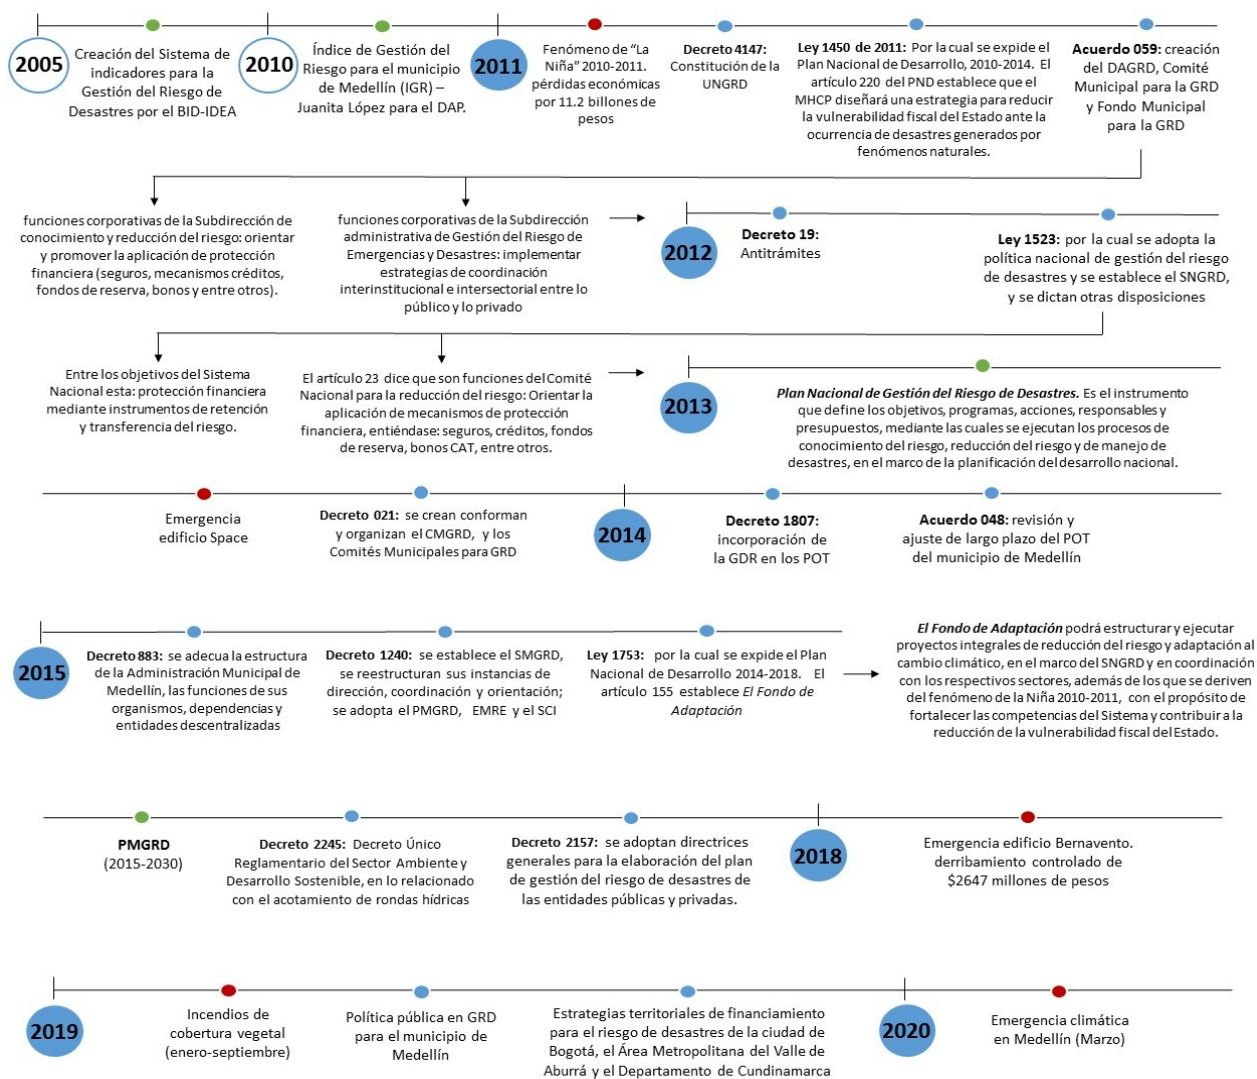 2005
Creación del Sistema de
indicadores para la
Gestión del Riesgo de
Desastres por el BID-IDEA
2010
Índice de Gestión del
Riesgo para el municipio
de Medellín (IGR) –
Juanita López para el DAP.
2011
Fenómeno de “La
Niña” 2010-2011.
pérdidas económicas
por 11.2 billones de
pesos
Decreto 4147:
Constitución de la
UNGRD
Ley 1450 de 2011: Por la cual se expide el
Plan Nacional de Desarrollo, 2010-2014. El
artículo 220 del PND establece que el
MHCP diseñará una estrategia para reducir
la vulnerabilidad fiscal del Estado ante la
ocurrencia de desastres generados por
fenómenos naturales.
Acuerdo 059: creación
del DAGRD, Comité
Municipal para la GRD
y Fondo Municipal
para la GRD
funciones corporativas de la Subdirección de
conocimiento y reducción del riesgo: orientar
y promover la aplicación de protección
financiera (seguros, mecanismos créditos,
fondos de reserva, bonos y entre otros).
funciones corporativas de la Subdirección
administrativa de Gestión del Riesgo de
Emergencias y Desastres: implementar
estrategias de coordinación
interinstitucional e intersectorial entre lo
público y lo privado
2012
Decreto 19:
Antitrámites
Ley 1523: por la cual se adopta la
política nacional de gestión del riesgo
de desastres y se establece el SNGRD,
y se dictan otras disposiciones
Entre los objetivos del Sistema
Nacional esta: protección financiera
mediante instrumentos de retención
y transferencia del riesgo.
El artículo 23 dice que son funciones del Comité
Nacional para la reducción del riesgo: Orientar la
aplicación de mecanismos de protección
financiera, entiéndase: seguros, créditos, fondos
de reserva, bonos CAT, entre otros.
2013
Plan Nacional de Gestión del Riesgo de Desastres. Es el instrumento
que define los objetivos, programas, acciones, responsables y
presupuestos, mediante las cuales se ejecutan los procesos de
conocimiento del riesgo, reducción del riesgo y de manejo de
desastres, en el marco de la planificación del desarrollo nacional.
Emergencia
edificio Space
Decreto 021: se crean conforman
y organizan el CMGRD, y los
Comités Municipales para GRD
2014
Decreto 1807:
incorporación de
la GDR en los POT
Acuerdo 048: revisión y
ajuste de largo plazo del POT
del municipio de Medellín
2015
Decreto 883: se adecua la estructura
de la Administración Municipal de
Medellín, las funciones de sus
organismos, dependencias y
entidades descentralizadas
Decreto 1240: se establece el SMGRD,
se reestructuran sus instancias de
dirección, coordinación y orientación;
se adopta el PMGRD, EMRE y el SCI
Ley 1753: por la cual se expide el Plan
Nacional de Desarrollo 2014-2018. El
artículo 155 establece El Fondo de
Adaptación
El Fondo de Adaptación podrá estructurar y ejecutar
proyectos integrales de reducción del riesgo y adaptación al
cambio climático, en el marco del SNGRD y en coordinación
con los respectivos sectores, además de los que se deriven
del fenómeno de la Niña 2010-2011, con el propósito de
fortalecer las competencias del Sistema y contribuir a la
reducción de la vulnerabilidad fiscal del Estado.
PMGRD
(2015-2030)
Decreto 2245: Decreto Único
Reglamentario del Sector Ambiente y
Desarrollo Sostenible, en lo relacionado
con el acotamiento de rondas hídricas
Decreto 2157: se adoptan directrices
generales para la elaboración del plan
de gestión del riesgo de desastres de
las entidades públicas y privadas.
2018
Emergencia edificio Bernavento.
derribamiento controlado de
$2647 millones de pesos
2019
Incendios de
cobertura vegetal
(enero-septiembre)
Política pública en GRD
para el municipio de
Medellín
Estrategias territoriales de financiamiento
para el riesgo de desastres de la ciudad de
Bogotá, el Área Metropolitana del Valle de
Aburrá y el Departamento de Cundinamarca
2020
Emergencia climática
en Medellín (Marzo)